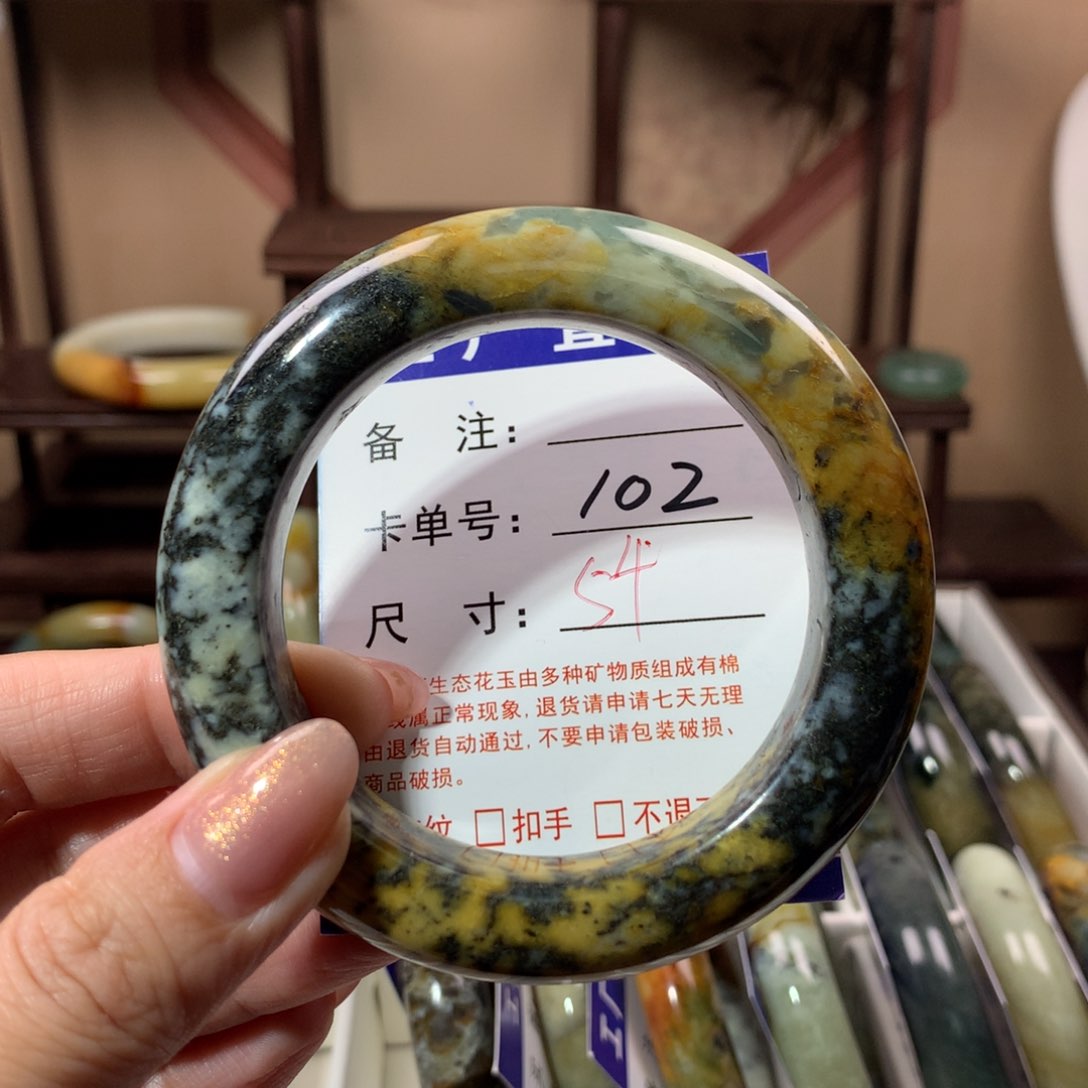 厂直
备 注：
卡单号：102
尺 寸：54
生态花玉由多种矿物质组成有棉
线属正常现象，退货请申请七天无理
由退货自动通过，不要申请包装破损、
商品破损。
纹 □扣手 □不退